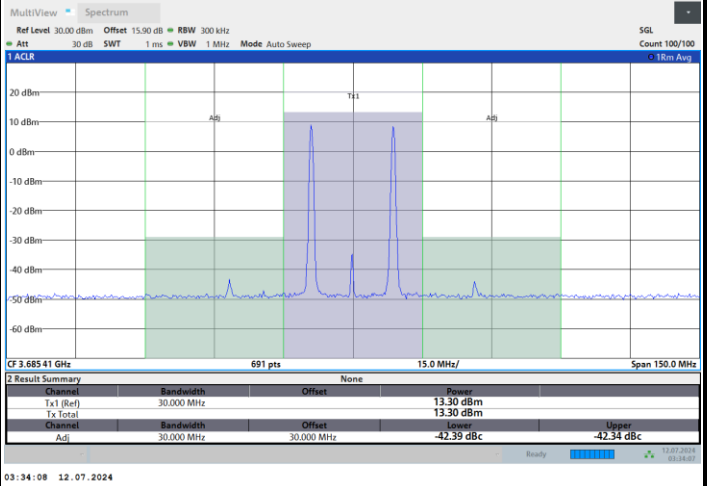 MultiView Spectrum
Ref Level 30.00 dBm Offset 15.90 dB RBW 300 kHz SGL
Att 30 dB SWT 1 ms VBW 1 MHz Mode Auto Sweep Count 100/100
1 ACLR 1Rm Avg
20 dBm
Tx1
10 dBm Adj Adj
0 dBm
-10 dBm
-20 dBm
-30 dBm
-40 dBm
-50 dBm
-60 dBm
CF 3.685 41 GHz 691 pts 15.0 MHz/ Span 150.0 MHz
2 Result Summary None
Channel Bandwidth Offset Power
Tx1 (Ref) 30.000 MHz 13.30 dBm
Tx Total 13.30 dBm
Channel Bandwidth Offset Lower Upper
Adj 30.000 MHz 30.000 MHz -42.39 dBc -42.34 dBc
Ready 12.07.2024
03:34:07
03:34:08 12.07.2024